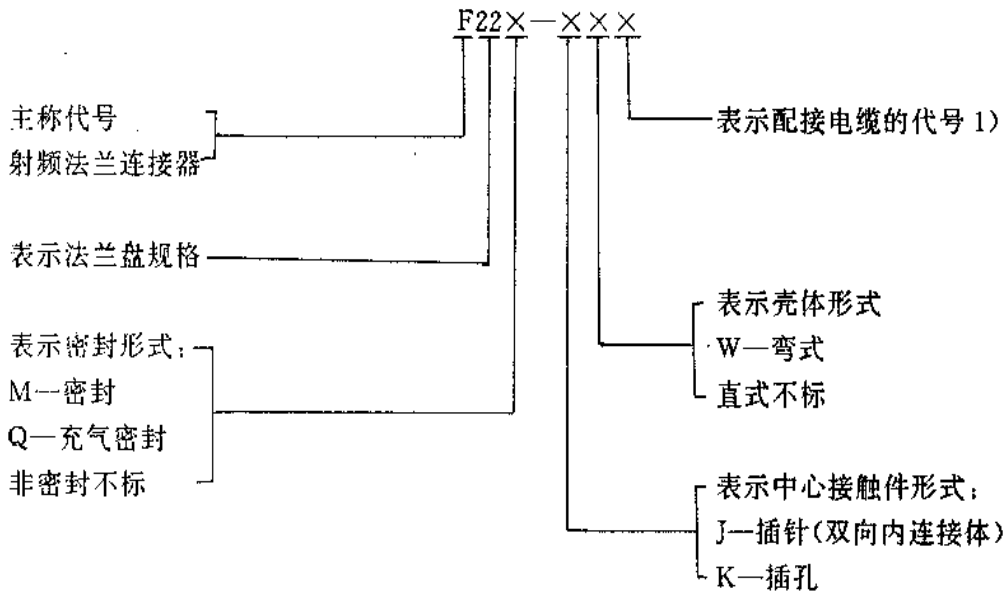 F22×—×××
主称代号
射频法兰连接器
表示法兰盘规格
表示密封形式：
M—密封
Q—充气密封
非密封不标
表示配接电缆的代号 1）
表示壳体形式
W—弯式
直式不标
表示中心接触件形式：
J—插针（双向内连接体）
K—插孔